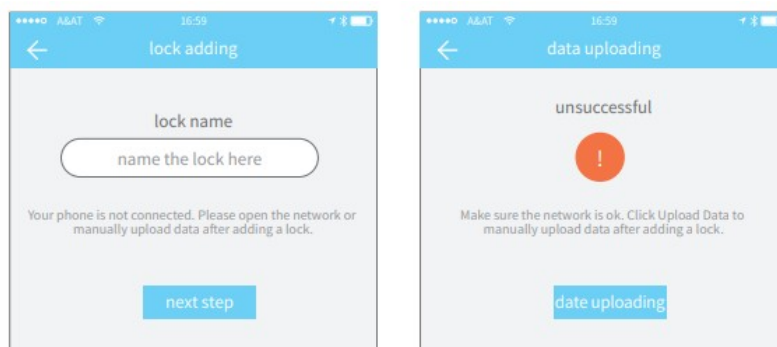 A&AT 16:59
lock adding
lock name
name the lock here
Your phone is not connected. Please open the network or
manually upload data after adding a lock.
next step
A&AT 16:59
data uploading
unsuccessful
!
Make sure the network is ok. Click Upload Data to
manually upload data after adding a lock.
date uploading